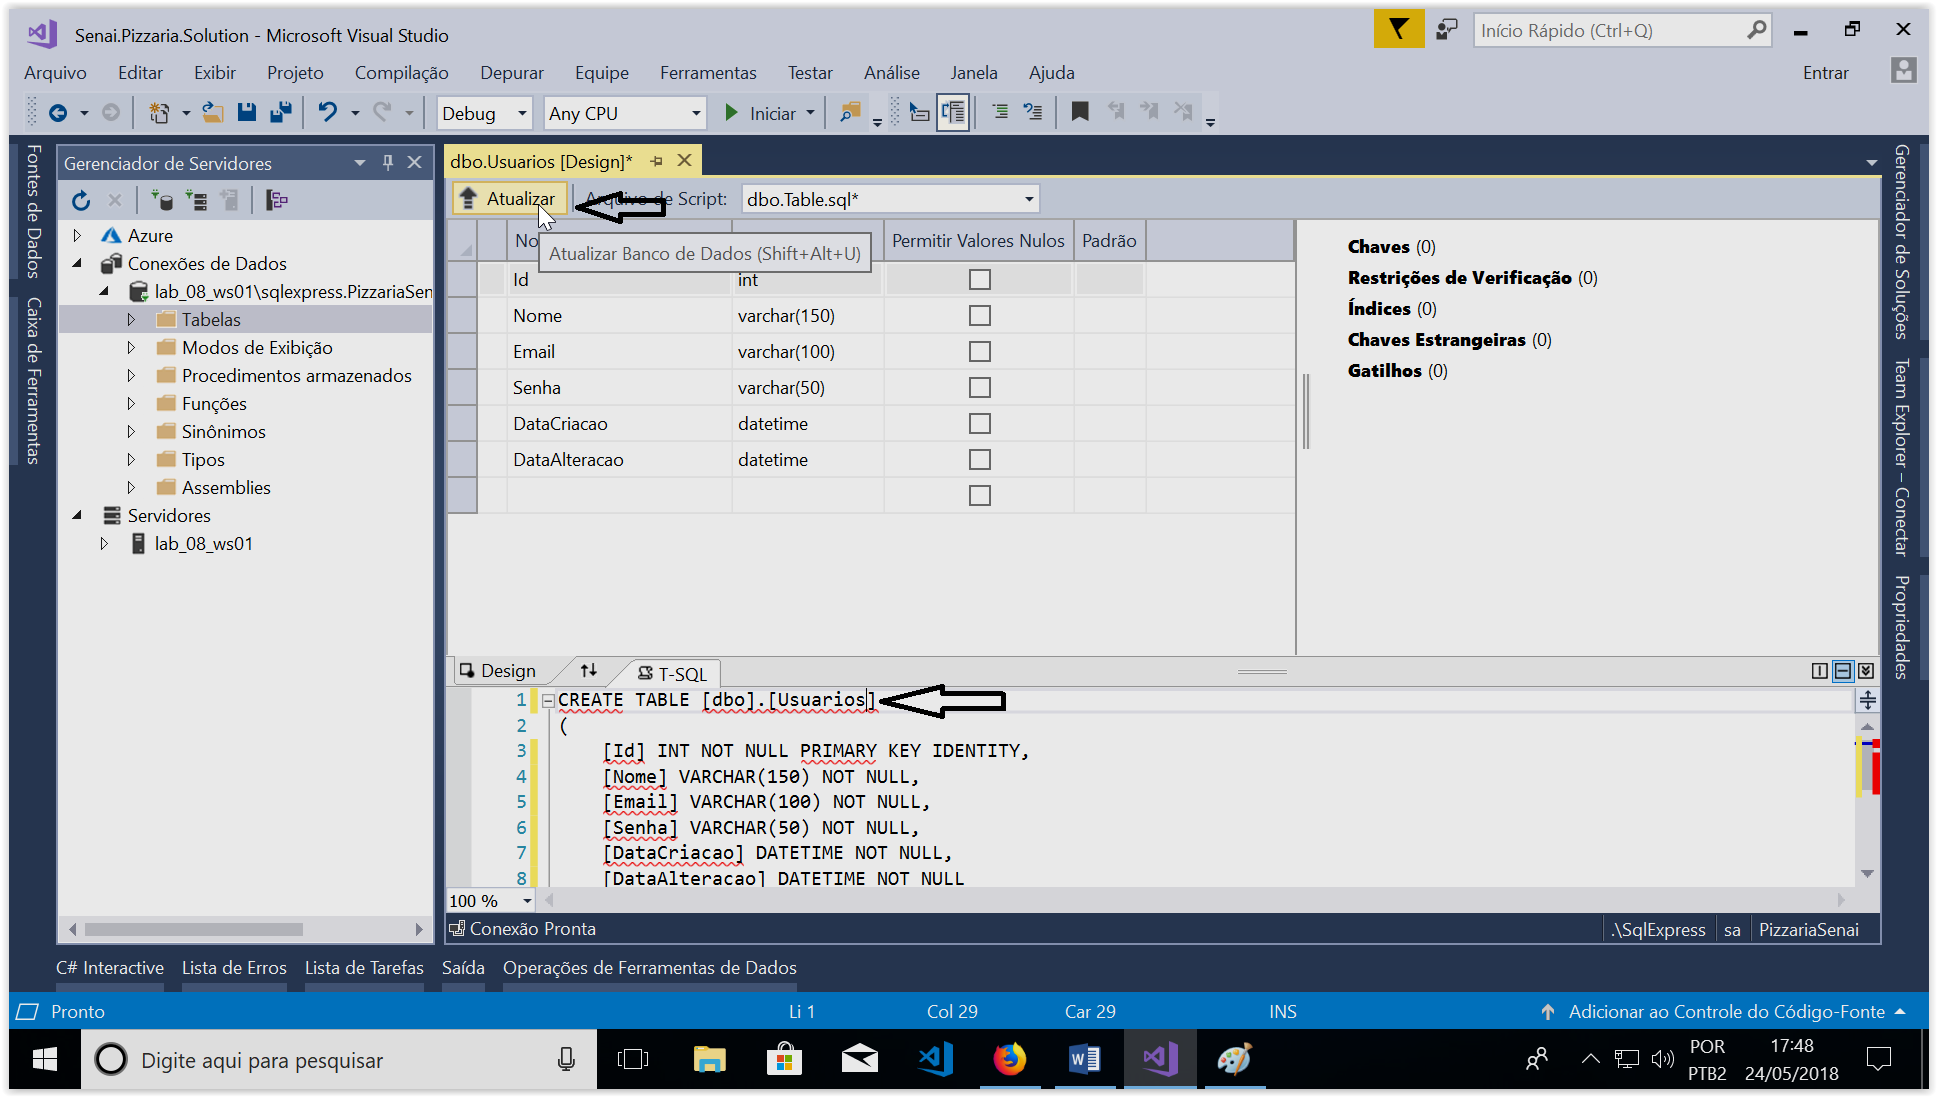 Senai.Pizzaria.Solution - Microsoft Visual Studio
Início Rápido (Ctrl+Q)
Arquivo Editar Exibir Projeto Compilação Depurar Equipe Ferramentas Testar Análise Janela Ajuda Entrar
Debug Any CPU Iniciar
Fontes de Dados
Caixa de Ferramentas
Gerenciador de Servidores
Azure
Conexões de Dados
lab_08_ws01\sqlexpress.PizzariaSen
Tabelas
Modos de Exibição
Procedimentos armazenados
Funções
Sinônimos
Tipos
Assemblies
Servidores
lab_08_ws01
dbo.Usuarios [Design]*
Atualizar Arquivo de Script: dbo.Table.sql*
No Permitir Valores Nulos Padrão
Atualizar Banco de Dados (Shift+Alt+U)
Id int
Nome varchar(150)
Email varchar(100)
Senha varchar(50)
DataCriacao datetime
DataAlteracao datetime
Chaves (0)
Restrições de Verificação (0)
Índices (0)
Chaves Estrangeiras (0)
Gatilhos (0)
Design T-SQL
1 CREATE TABLE [dbo].[Usuarios]
2 (
3 [Id] INT NOT NULL PRIMARY KEY IDENTITY,
4 [Nome] VARCHAR(150) NOT NULL,
5 [Email] VARCHAR(100) NOT NULL,
6 [Senha] VARCHAR(50) NOT NULL,
7 [DataCriacao] DATETIME NOT NULL,
8 [DataAlteracao] DATETIME NOT NULL
100 %
Conexão Pronta .\SqlExpress sa PizzariaSenai
Gerenciador de Soluções
Team Explorer – Conectar
Propriedades
C# Interactive Lista de Erros Lista de Tarefas Saída Operações de Ferramentas de Dados
Pronto Li 1 Col 29 Car 29 INS Adicionar ao Controle do Código-Fonte
Digite aqui para pesquisar
POR
PTB2
17:48
24/05/2018